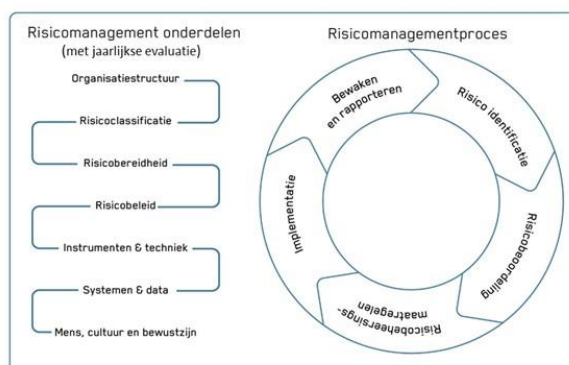 Risicomanagement onderdelen
(met jaarlijkse evaluatie)
Organisatiestructuur
Risicoclassificatie
Risicobereidheid
Risicobeleid
Instrumenten & techniek
Systemen & data
Mens, cultuur en bewustzijn
Risicomanagementproces
Bewaken
en rapporteren
Risico identificatie
Risicobeoordeling
Risicobeheersings-
maatregelen
Implementatie